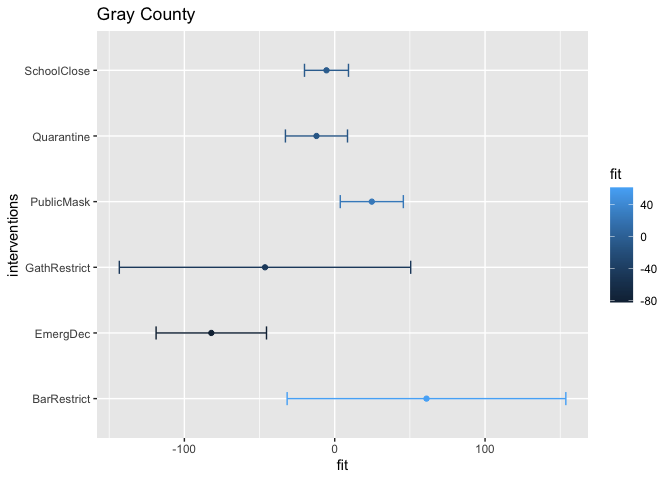 Gray County
SchoolClose
Quarantine
PublicMask
GathRestrict
EmergDec
BarRestrict
interventions
-100
0
100
fit
fit
40
0
-40
-80